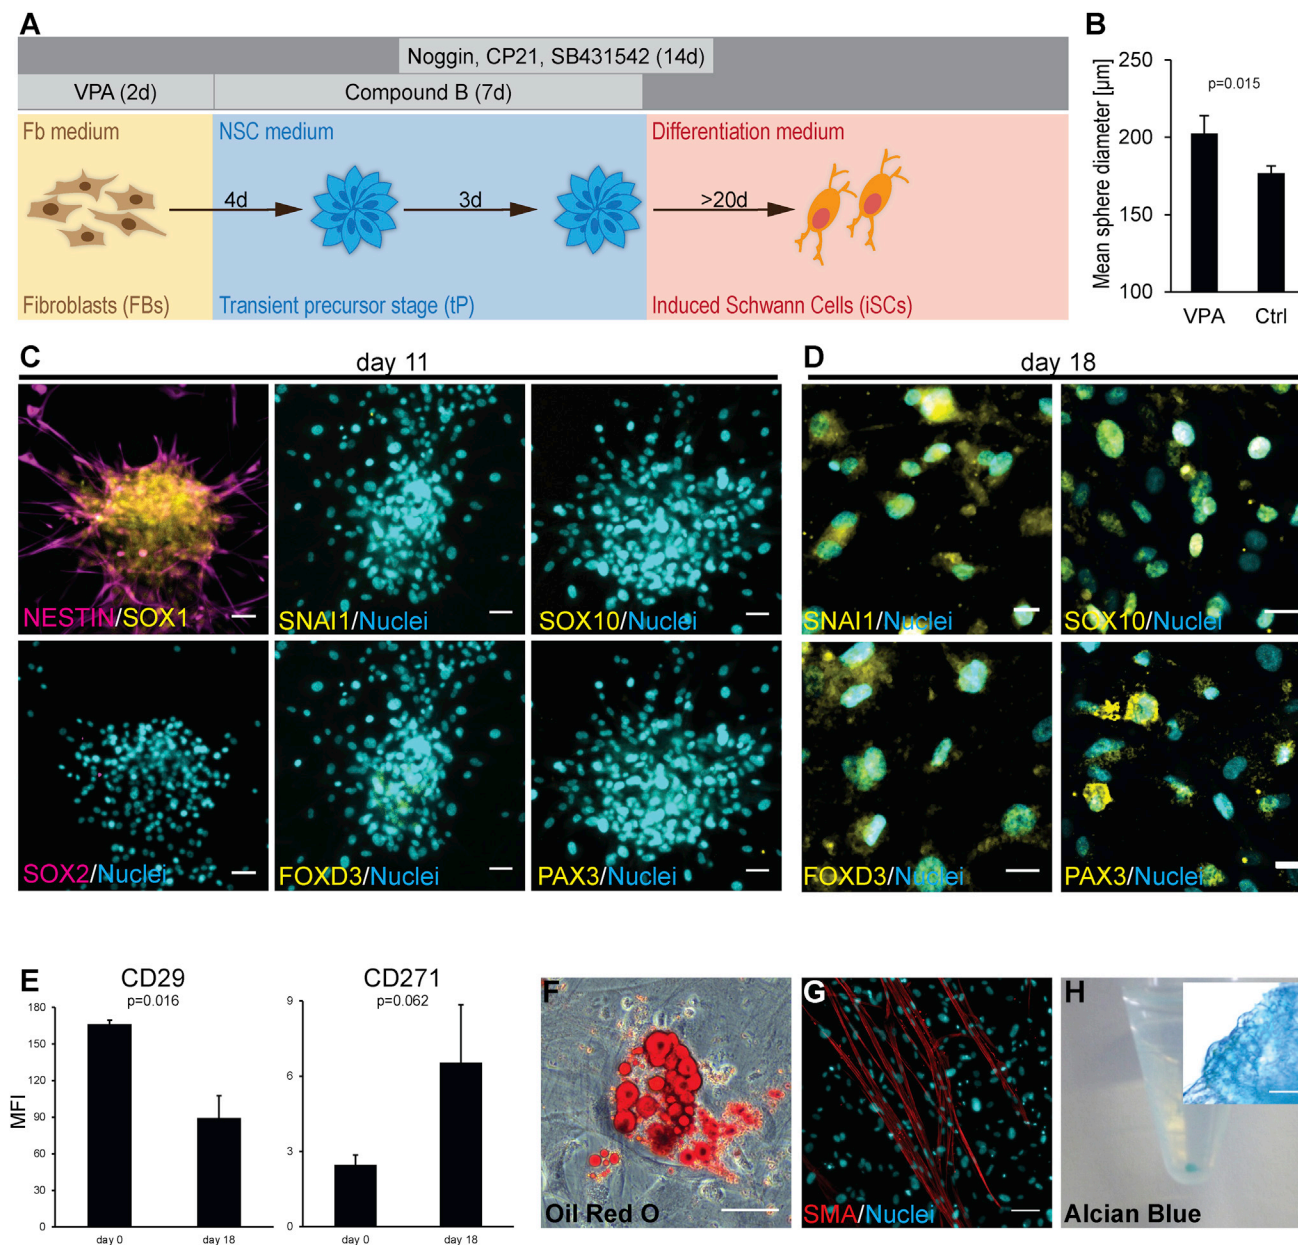 A
Noggin, CP21, SB431542 (14d)
VPA (2d)
Compound B (7d)
Fb medium
NSC medium
Differentiation medium
4d
3d
>20d
Fibroblasts (FBs)
Transient precursor stage (tP)
Induced Schwann Cells (iSCs)
B
Mean sphere diameter [µm]
250
200
150
100
p=0.015
VPA
Ctrl
C
day 11
NESTIN/SOX1
SNAI1/Nuclei
SOX10/Nuclei
SOX2/Nuclei
FOXD3/Nuclei
PAX3/Nuclei
D
day 18
SNAI1/Nuclei
SOX10/Nuclei
FOXD3/Nuclei
PAX3/Nuclei
E
CD29
p=0.016
MFI
180
150
120
90
60
30
0
day 0
day 18
CD271
p=0.062
9
6
3
0
day 0
day 18
F
Oil Red O
G
SMA/Nuclei
H
Alcian Blue